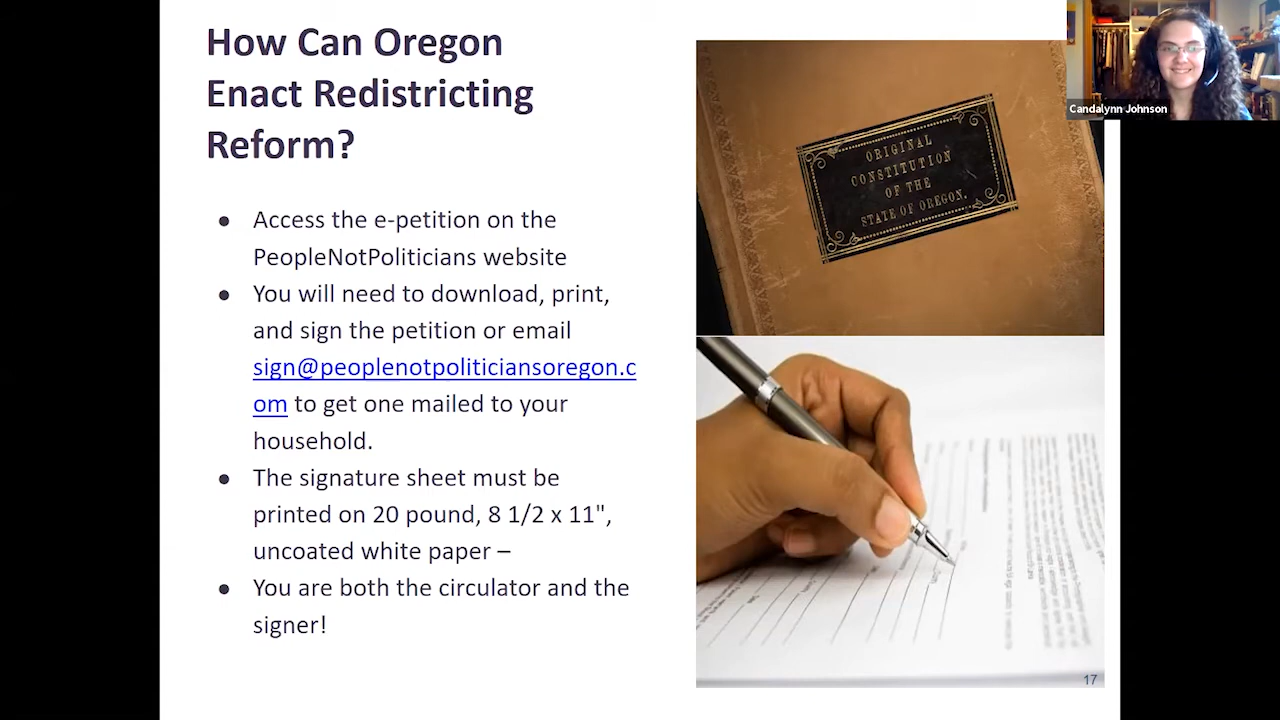 How Can Oregon
Enact Redistricting
Reform?
● Access the e-petition on the
PeopleNotPoliticians website
● You will need to download, print,
and sign the petition or email
sign@peoplenotpoliticiansoregon.c
om to get one mailed to your
household.
● The signature sheet must be
printed on 20 pound, 8 1/2 x 11",
uncoated white paper –
● You are both the circulator and the
signer!
ORIGINAL
CONSTITUTION
OF THE
STATE OF OREGON.
17
Candalynn Johnson